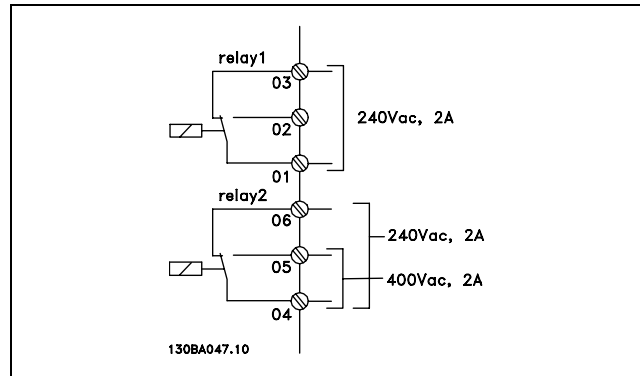 relay1
03
02
240Vac, 2A
01
relay2
06
240Vac, 2A
05
400Vac, 2A
04
130BA047.10